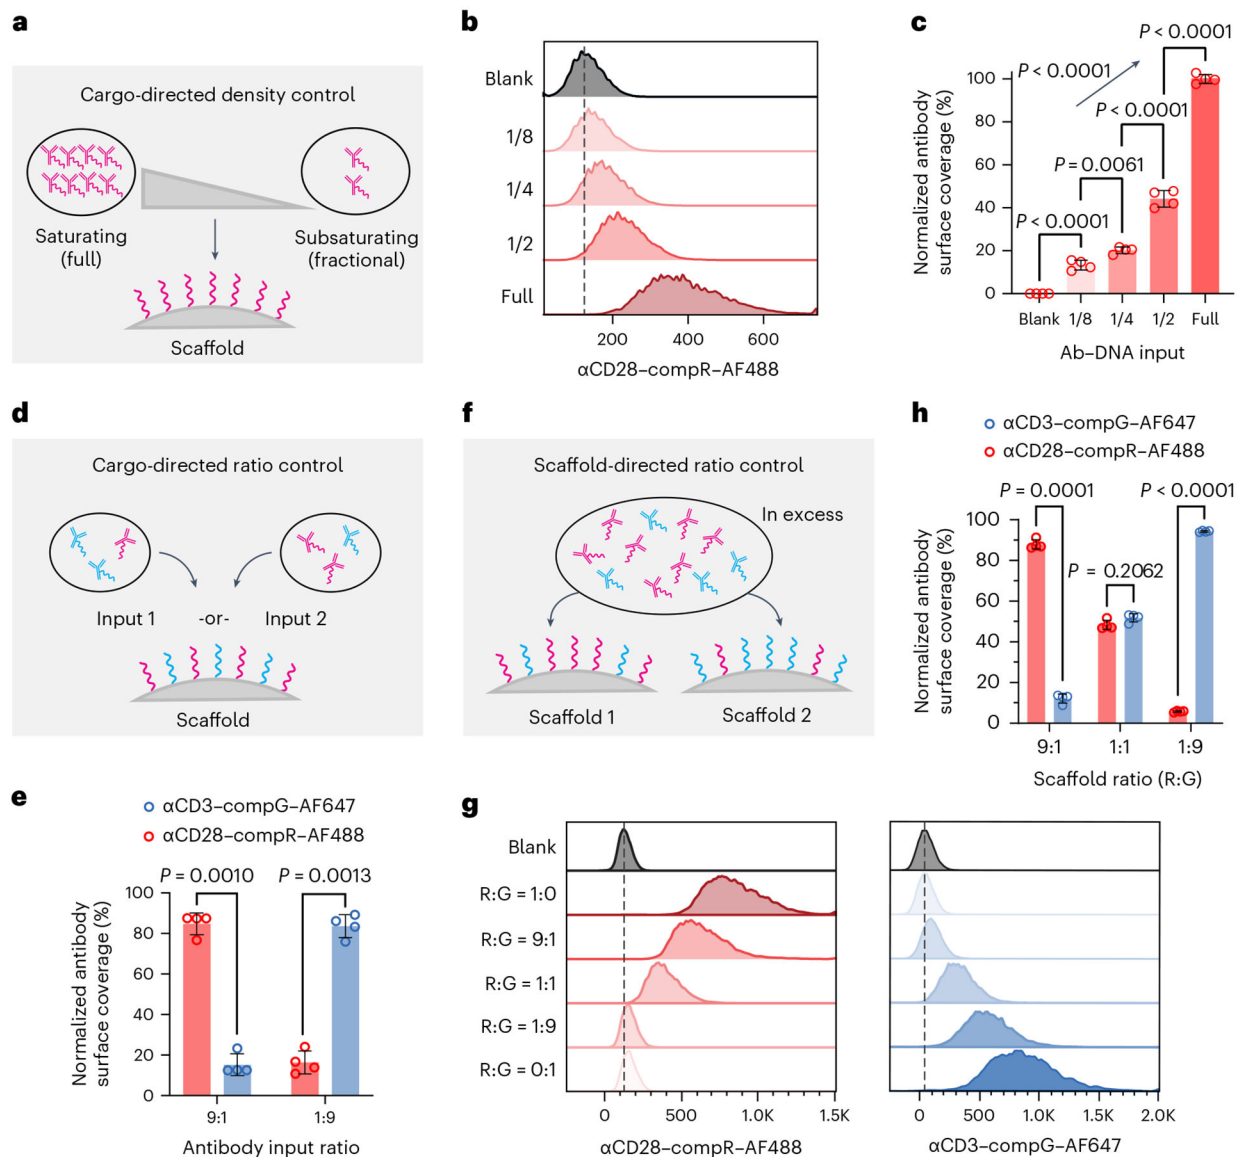 a
Cargo-directed density control
Saturating
(full)
Subsaturating
(fractional)
Scaffold
b
Blank
1/8
1/4
1/2
Full
200
400
600
αCD28–compR–AF488
c
P < 0.0001
P < 0.0001
P < 0.0001
P = 0.0061
P < 0.0001
Normalized antibody
surface coverage (%)
100
80
60
40
20
0
Blank
1/8
1/4
1/2
Full
Ab–DNA input
d
Cargo-directed ratio control
Input 1
-or-
Input 2
Scaffold
f
Scaffold-directed ratio control
In excess
Scaffold 1
Scaffold 2
h
αCD3–compG–AF647
αCD28–compR–AF488
P = 0.0001
P < 0.0001
P = 0.2062
Normalized antibody
surface coverage (%)
100
80
60
40
20
0
9:1
1:1
1:9
Scaffold ratio (R:G)
e
αCD3–compG–AF647
αCD28–compR–AF488
P = 0.0010
P = 0.0013
Normalized antibody
surface coverage (%)
100
80
60
40
20
0
9:1
1:9
Antibody input ratio
g
Blank
R:G = 1:0
R:G = 9:1
R:G = 1:1
R:G = 1:9
R:G = 0:1
0
500
1.0K
1.5K
αCD28–compR–AF488
0
500
1.0K
1.5K
2.0K
αCD3–compG–AF647